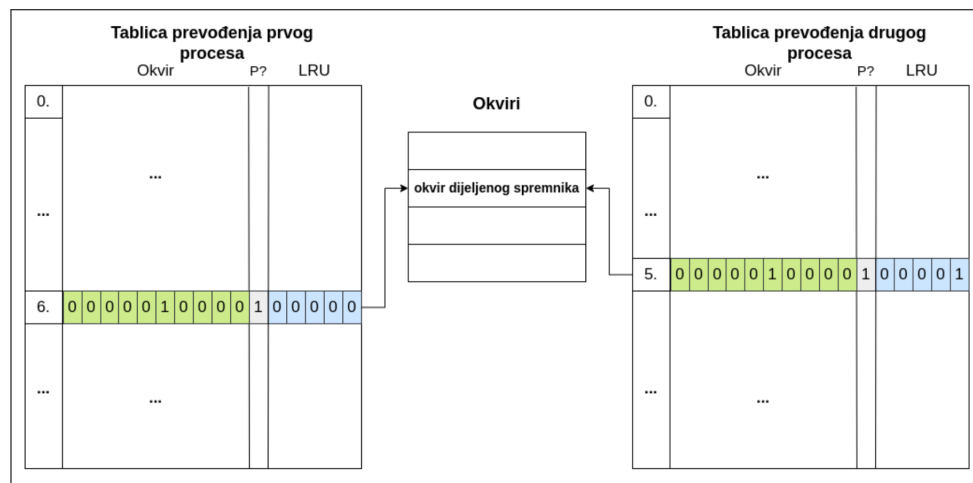 Tablica prevođenja prvog
procesa
Okvir P? LRU
0.
...
...
6. 0 0 0 0 0 1 0 0 0 0 1 0 0 0 0 0
...
...
Okviri
okvir dijeljenog spremnika
Tablica prevođenja drugog
procesa
Okvir P? LRU
0.
...
...
5. 0 0 0 0 0 1 0 0 0 0 1 0 0 0 0 1
...
...